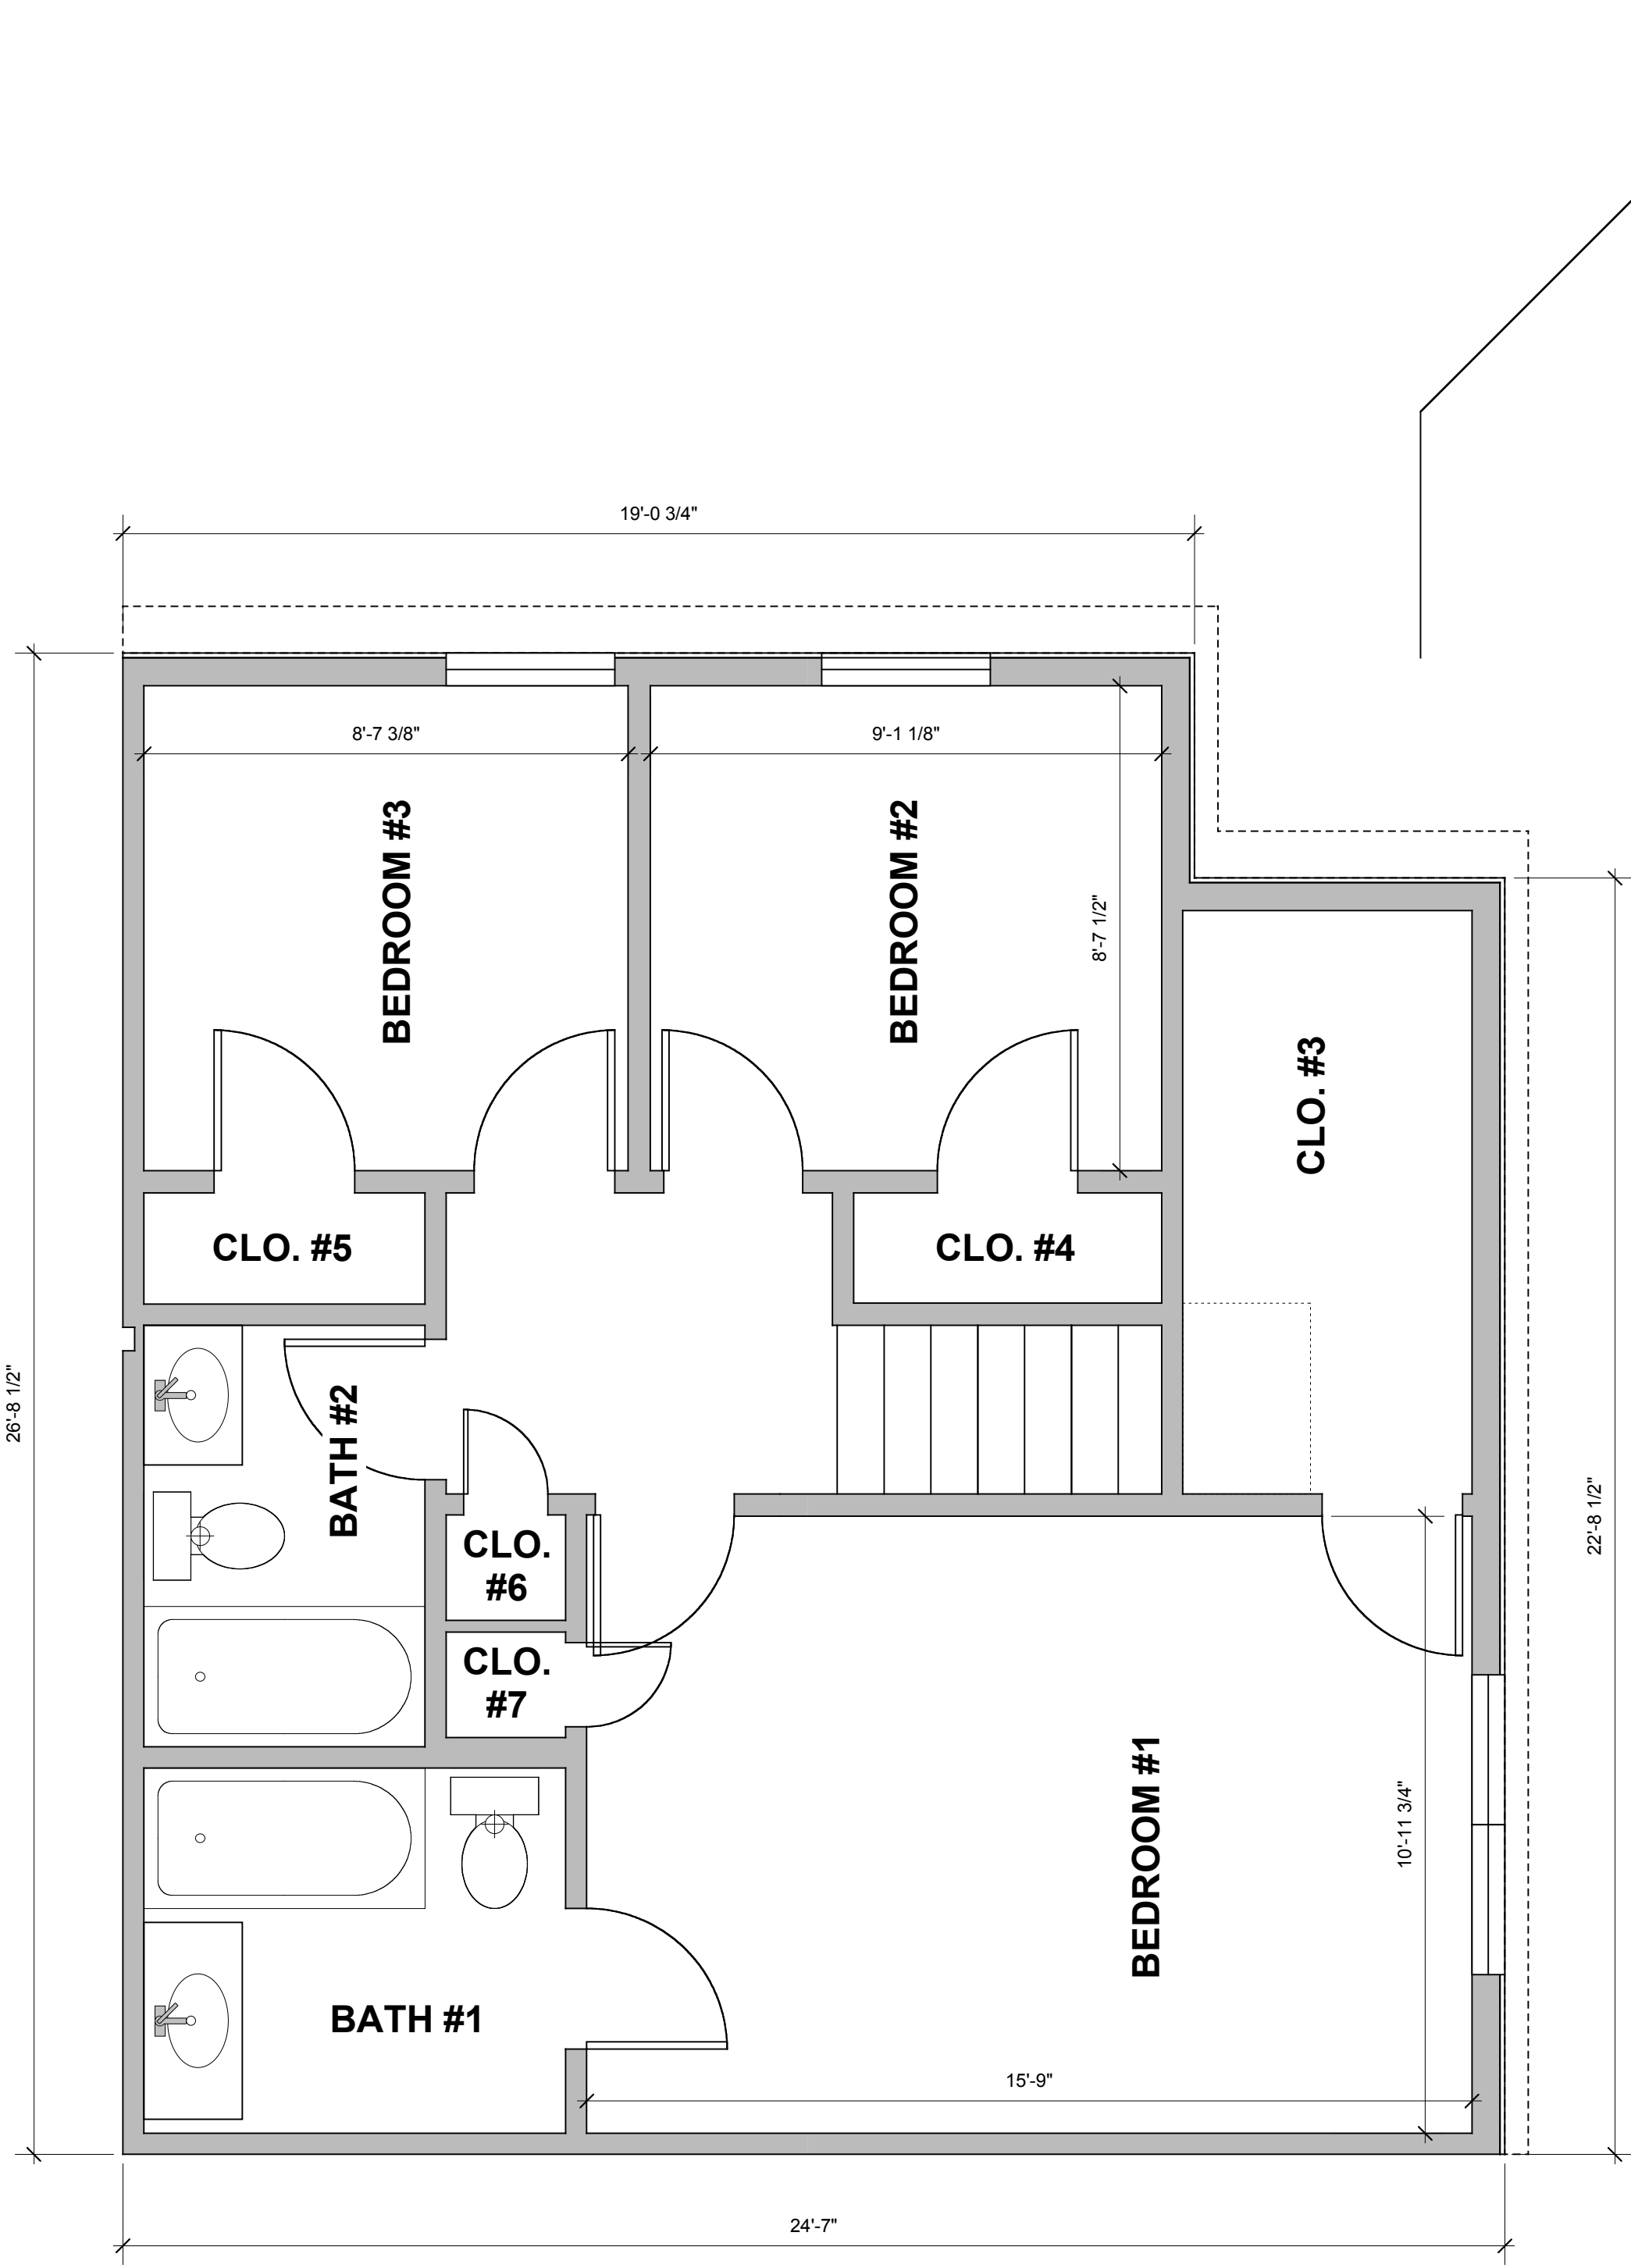 19'-0 3/4"
8'-7 3/8"
9'-1 1/8"
BEDROOM #3
BEDROOM #2
8'-7 1/2"
CLO. #3
CLO. #5
CLO. #4
26'-8 1/2"
BATH #2
22'-8 1/2"
CLO.
#6
CLO.
#7
BEDROOM #1
10'-11 3/4"
BATH #1
15'-9"
24'-7"